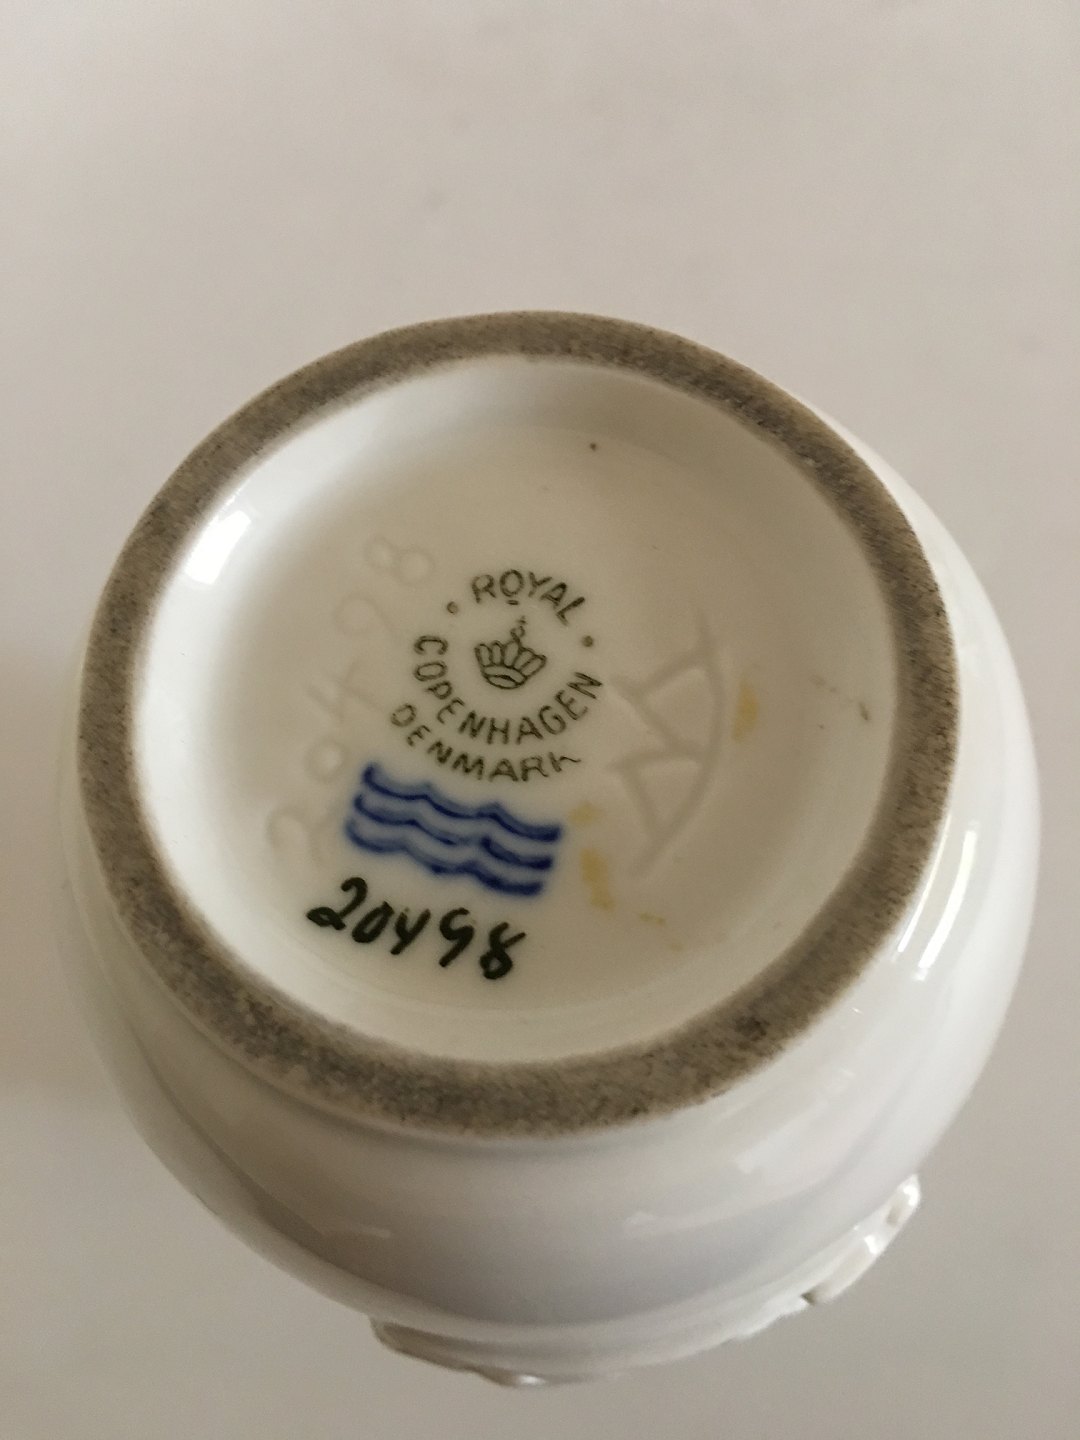 ROYAL
COPENHAGEN
DENMARK
20498